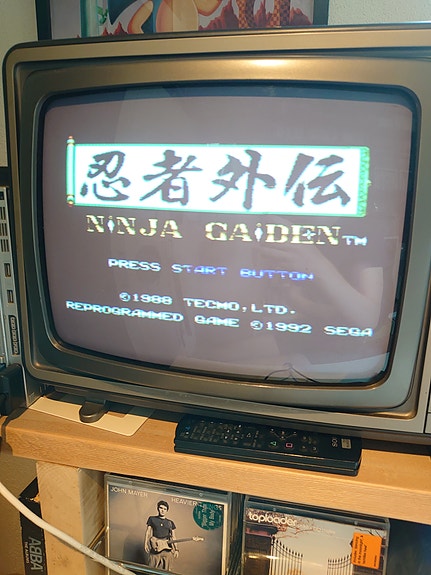 忍者外伝
NINJA GAIDEN™
PRESS START BUTTON
©1988 TECMO,LTD.
REPROGRAMMED GAME ©1992 SEGA
JOHN MAYER
HEAVIER
toploader
ABBA